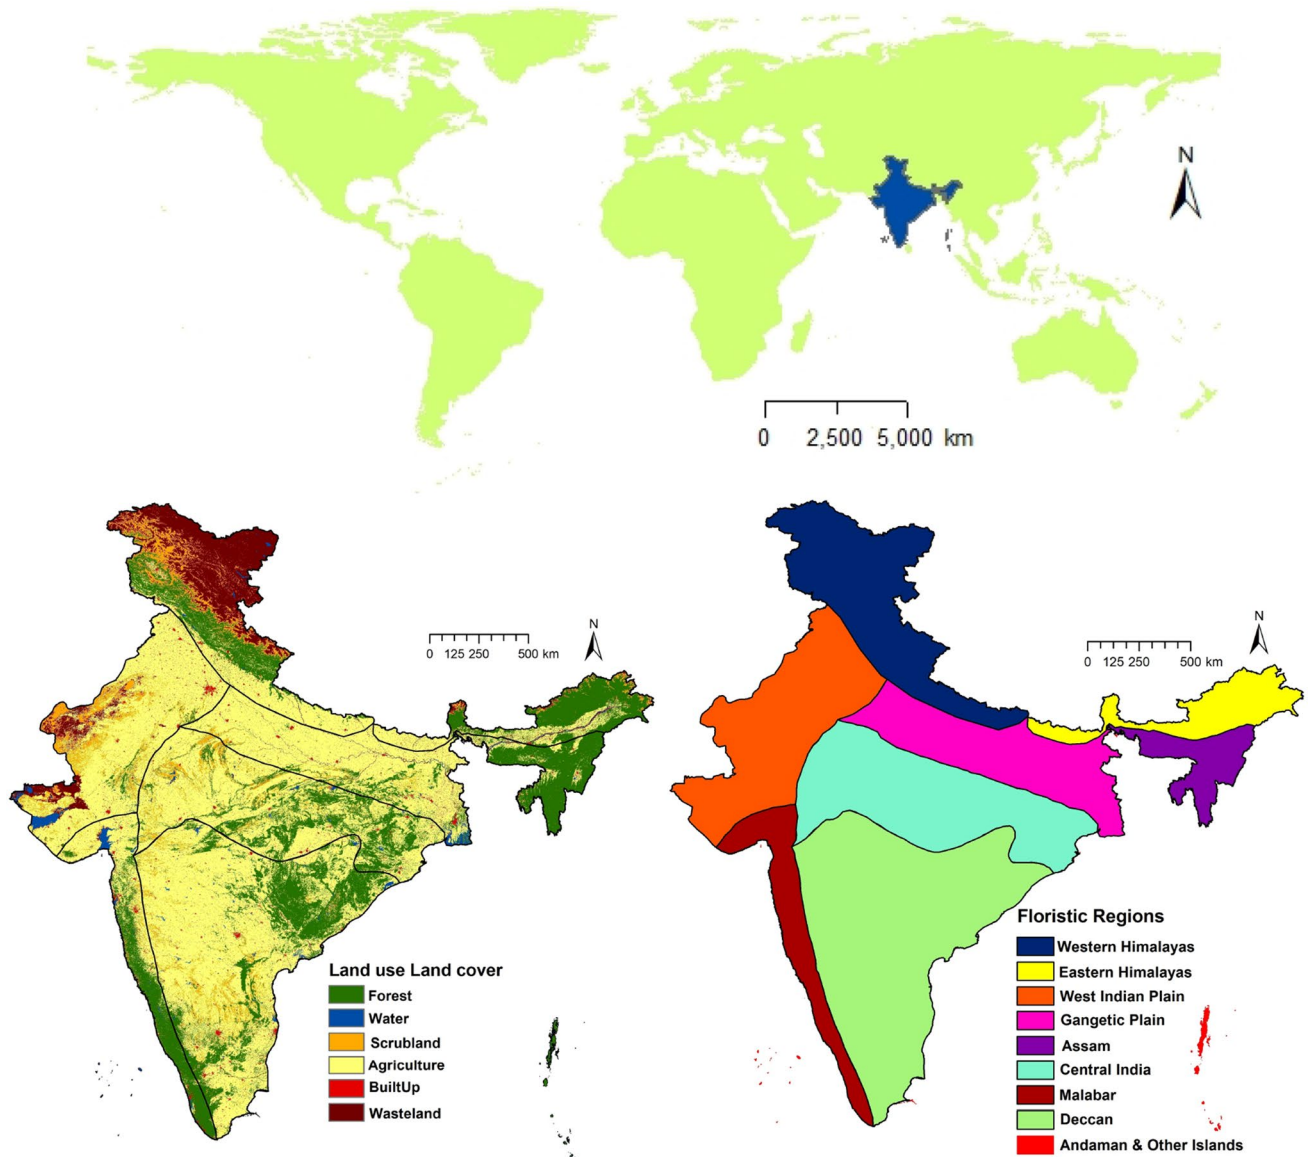 N
0 2,500 5,000 km
N
0 125 250 500 km
N
0 125 250 500 km
Land use Land cover
Forest
Water
Scrubland
Agriculture
BuiltUp
Wasteland
Floristic Regions
Western Himalayas
Eastern Himalayas
West Indian Plain
Gangetic Plain
Assam
Central India
Malabar
Deccan
Andaman & Other Islands